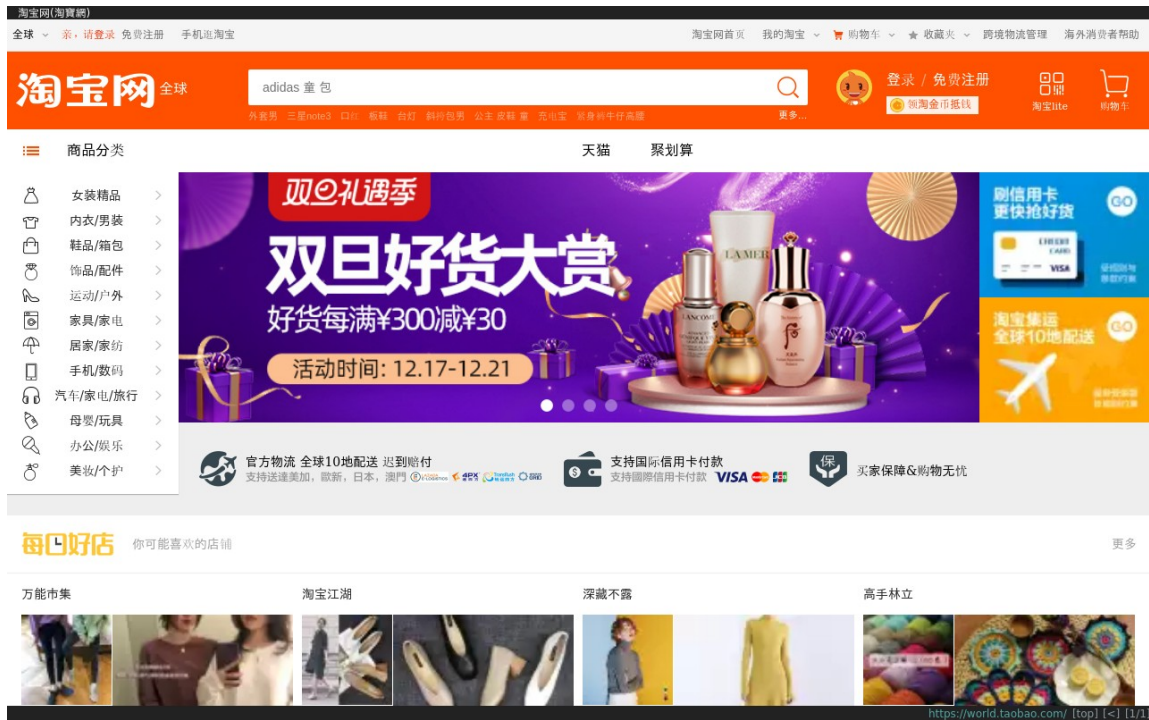 淘宝网(淘寶網)
全球 亲，请登录 免费注册 手机逛淘宝 淘宝网首页 我的淘宝 购物车 收藏夹 跨境物流管理 海外消费者帮助
淘宝网 全球 adidas 童 包 登录 / 免费注册
领淘金币抵钱 淘宝lite 购物车
外套男 三星note3 口红 板鞋 台灯 斜挎包男 公主 皮鞋 童 充电宝 紧身裤牛仔高腰 更多...
商品分类 天猫 聚划算
女装精品
内衣/男装
鞋品/箱包
饰品/配件
运动/户外
家具/家电
居家/家纺
手机/数码
汽车/家电/旅行
母婴/玩具
办公/娱乐
美妆/个护
双旦礼遇季
双旦好货大赏
好货每满¥300减¥30
活动时间: 12.17-12.21
LA MER
LANCOME
刷信用卡
更快抢好货
GO
CREDIT CARD
VISA
淘宝集运
全球10地配送
GO
官方物流 全球10地配送 迟到赔付
支持送達美加，歐新，日本，澳門 4PX
支持国际信用卡付款
支持國際信用卡付款 VISA
保 买家保障&购物无忧
每日好店 你可能喜欢的店铺 更多
万能市集 淘宝江湖 深藏不露 高手林立
https://world.taobao.com/ [top] [<] [1/1]